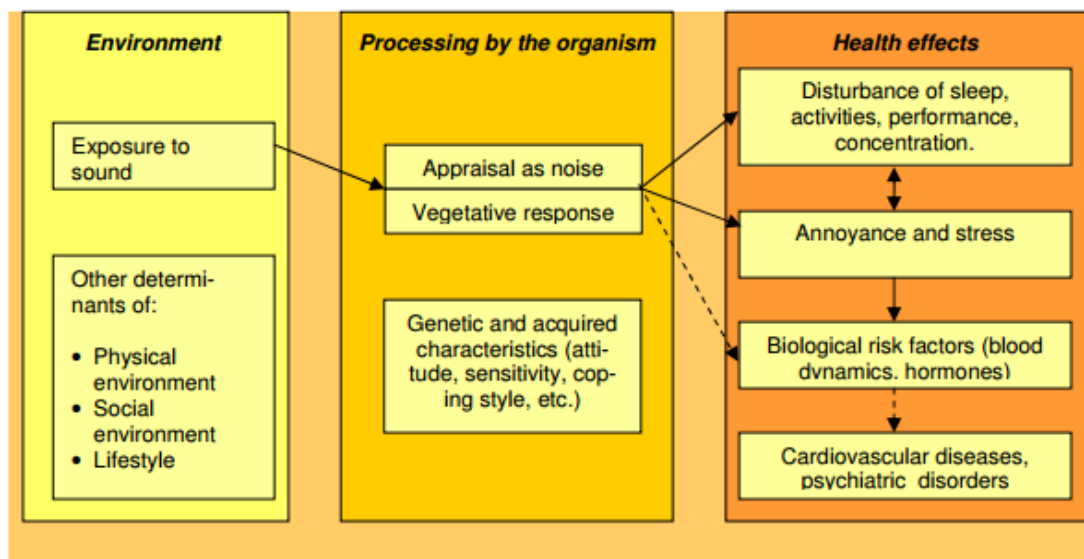 Environment
Exposure to
sound
Other determi-
nants of:
• Physical
environment
• Social
environment
• Lifestyle
Processing by the organism
Appraisal as noise
Vegetative response
Genetic and acquired
characteristics (atti-
tude, sensitivity, cop-
ing style, etc.)
Health effects
Disturbance of sleep,
activities, performance,
concentration.
Annoyance and stress
Biological risk factors (blood
dynamics, hormones)
Cardiovascular diseases,
psychiatric disorders